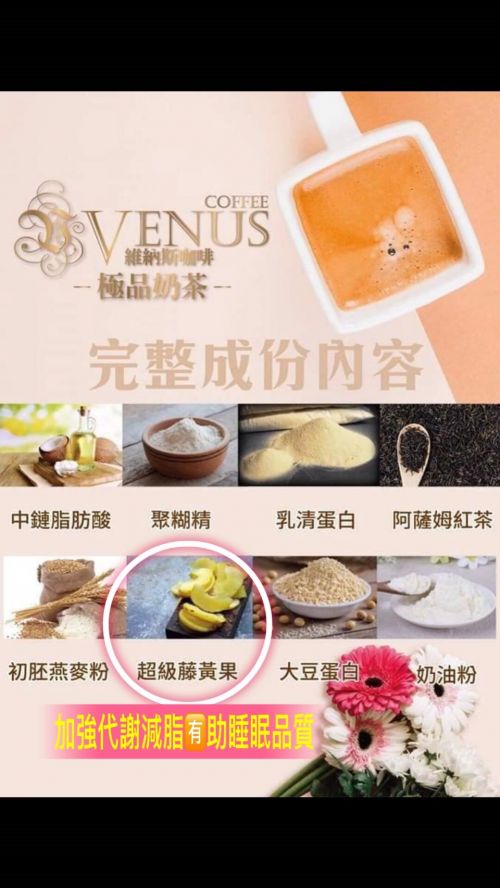 COFFEE
VENUS
維納斯咖啡
極品奶茶
完整成份內容
中鏈脂肪酸 聚糊精 乳清蛋白 阿薩姆紅茶
初胚燕麥粉 超級藤黃果 大豆蛋白 奶油粉
加強代謝減脂🈶助睡眠品質